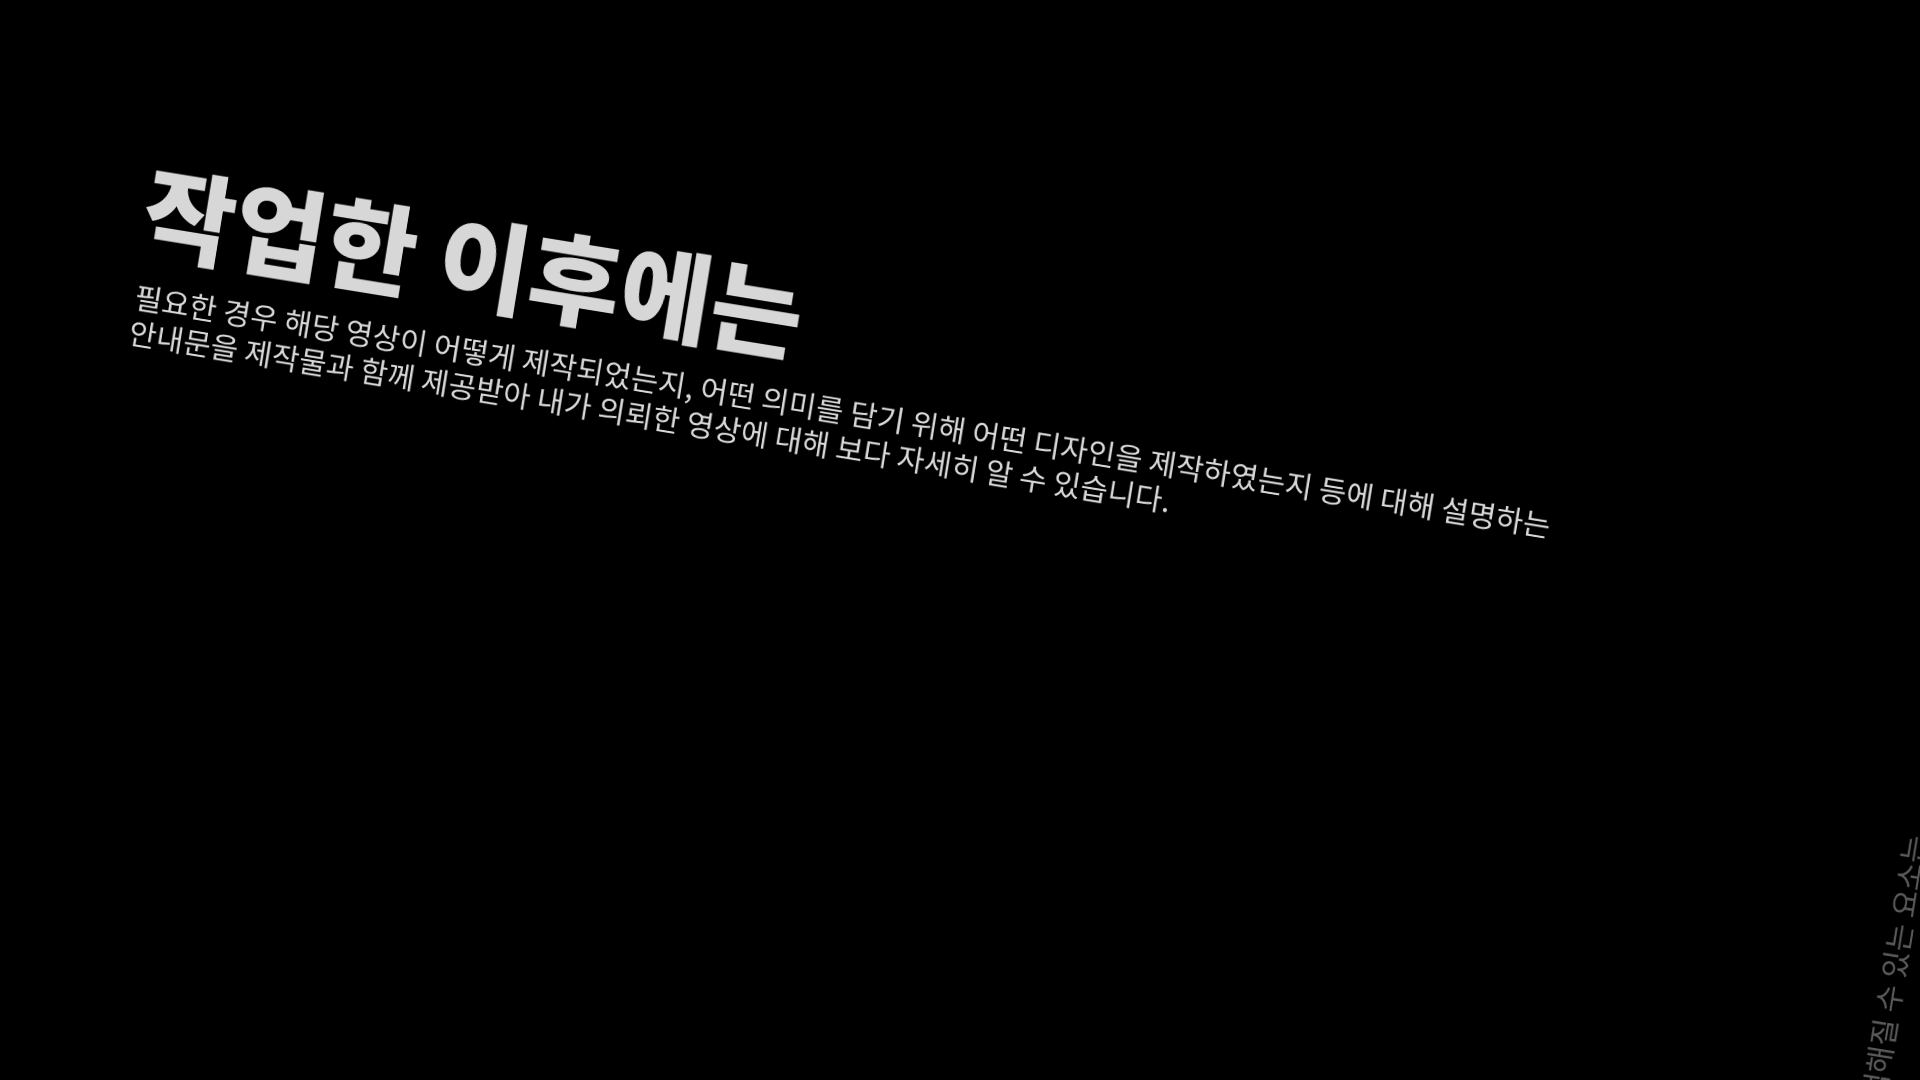 작업한 이후에는
필요한 경우 해당 영상이 어떻게 제작되었는지, 어떤 의미를 담기 위해 어떤 디자인을 제작하였는지 등에 대해 설명하는
안내문을 제작물과 함께 제공받아 내가 의뢰한 영상에 대해 보다 자세히 알 수 있습니다.
수 있는 요소는